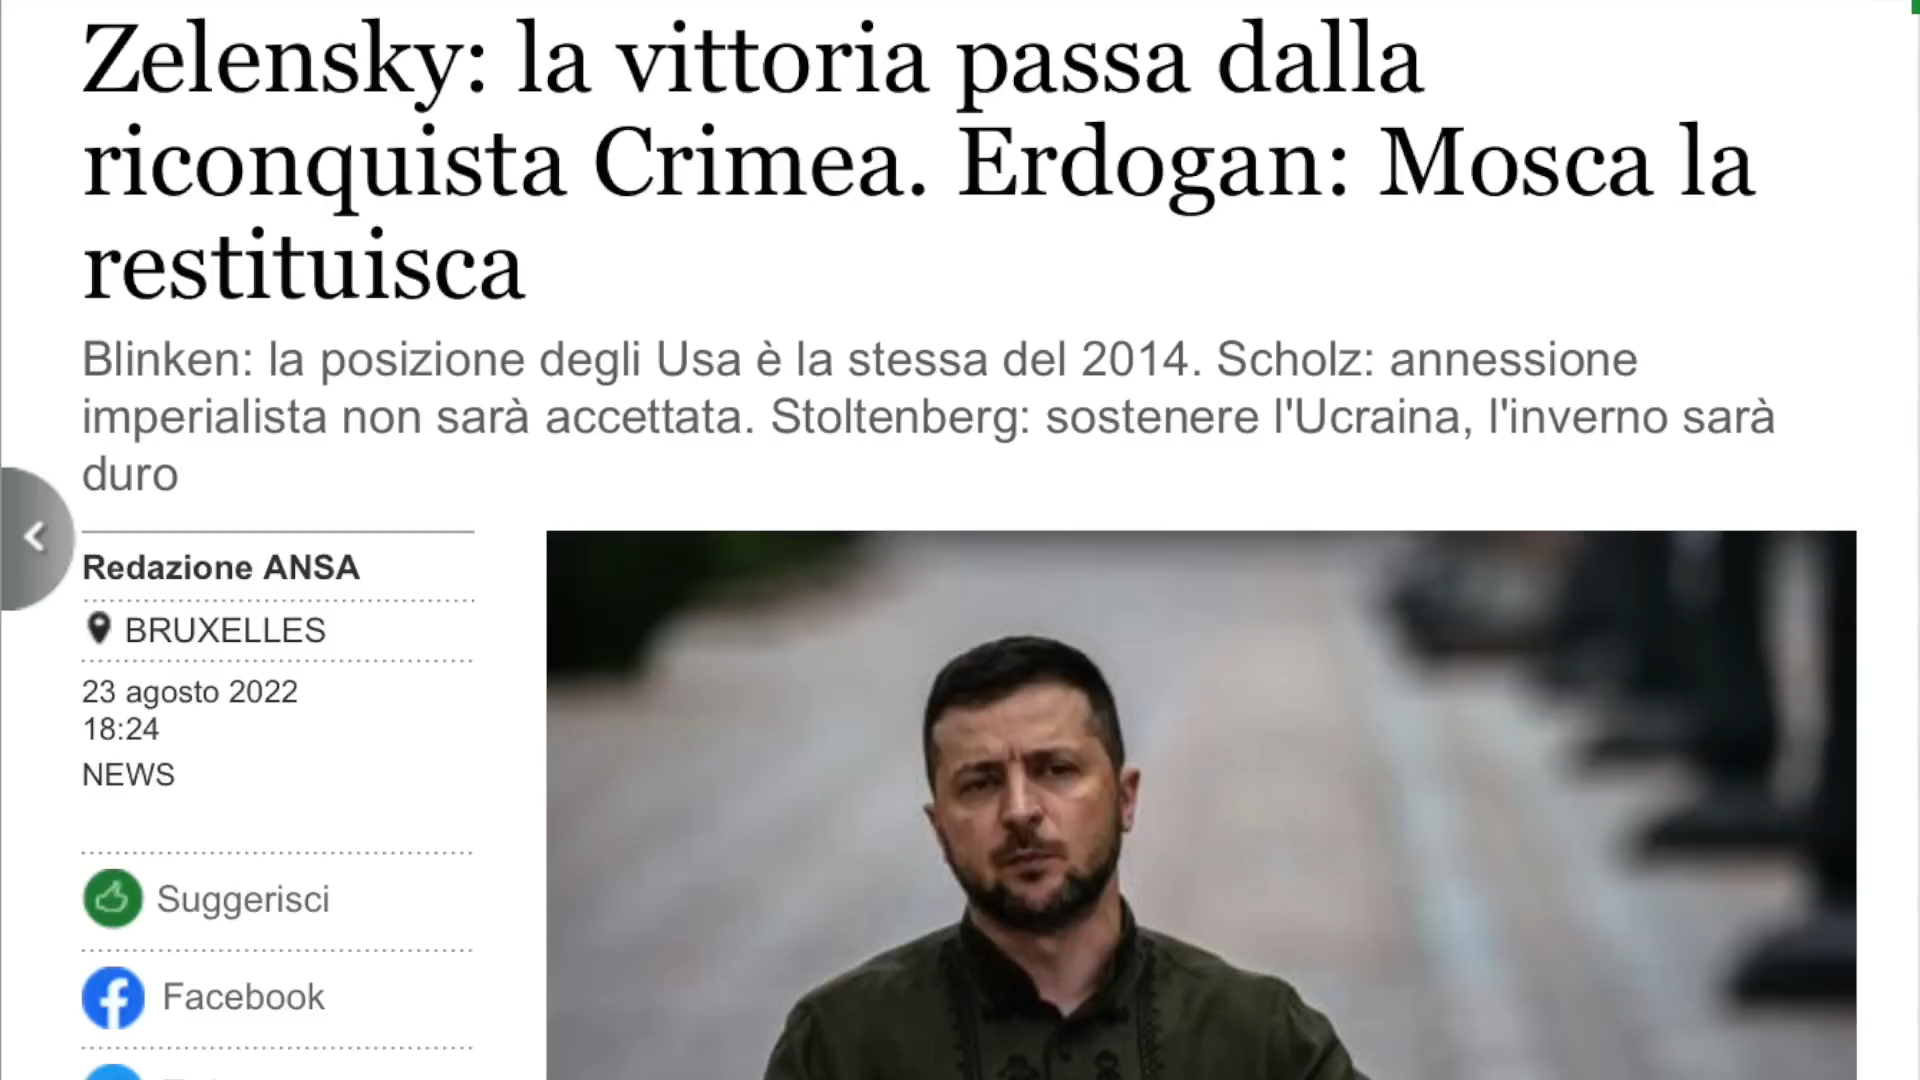 Zelensky: la vittoria passa dalla
riconquista Crimea. Erdogan: Mosca la
restituisca
Blinken: la posizione degli Usa è la stessa del 2014. Scholz: annessione
imperialista non sarà accettata. Stoltenberg: sostenere l'Ucraina, l'inverno sarà
duro
Redazione ANSA
BRUXELLES
23 agosto 2022
18:24
NEWS
Suggerisci
Facebook